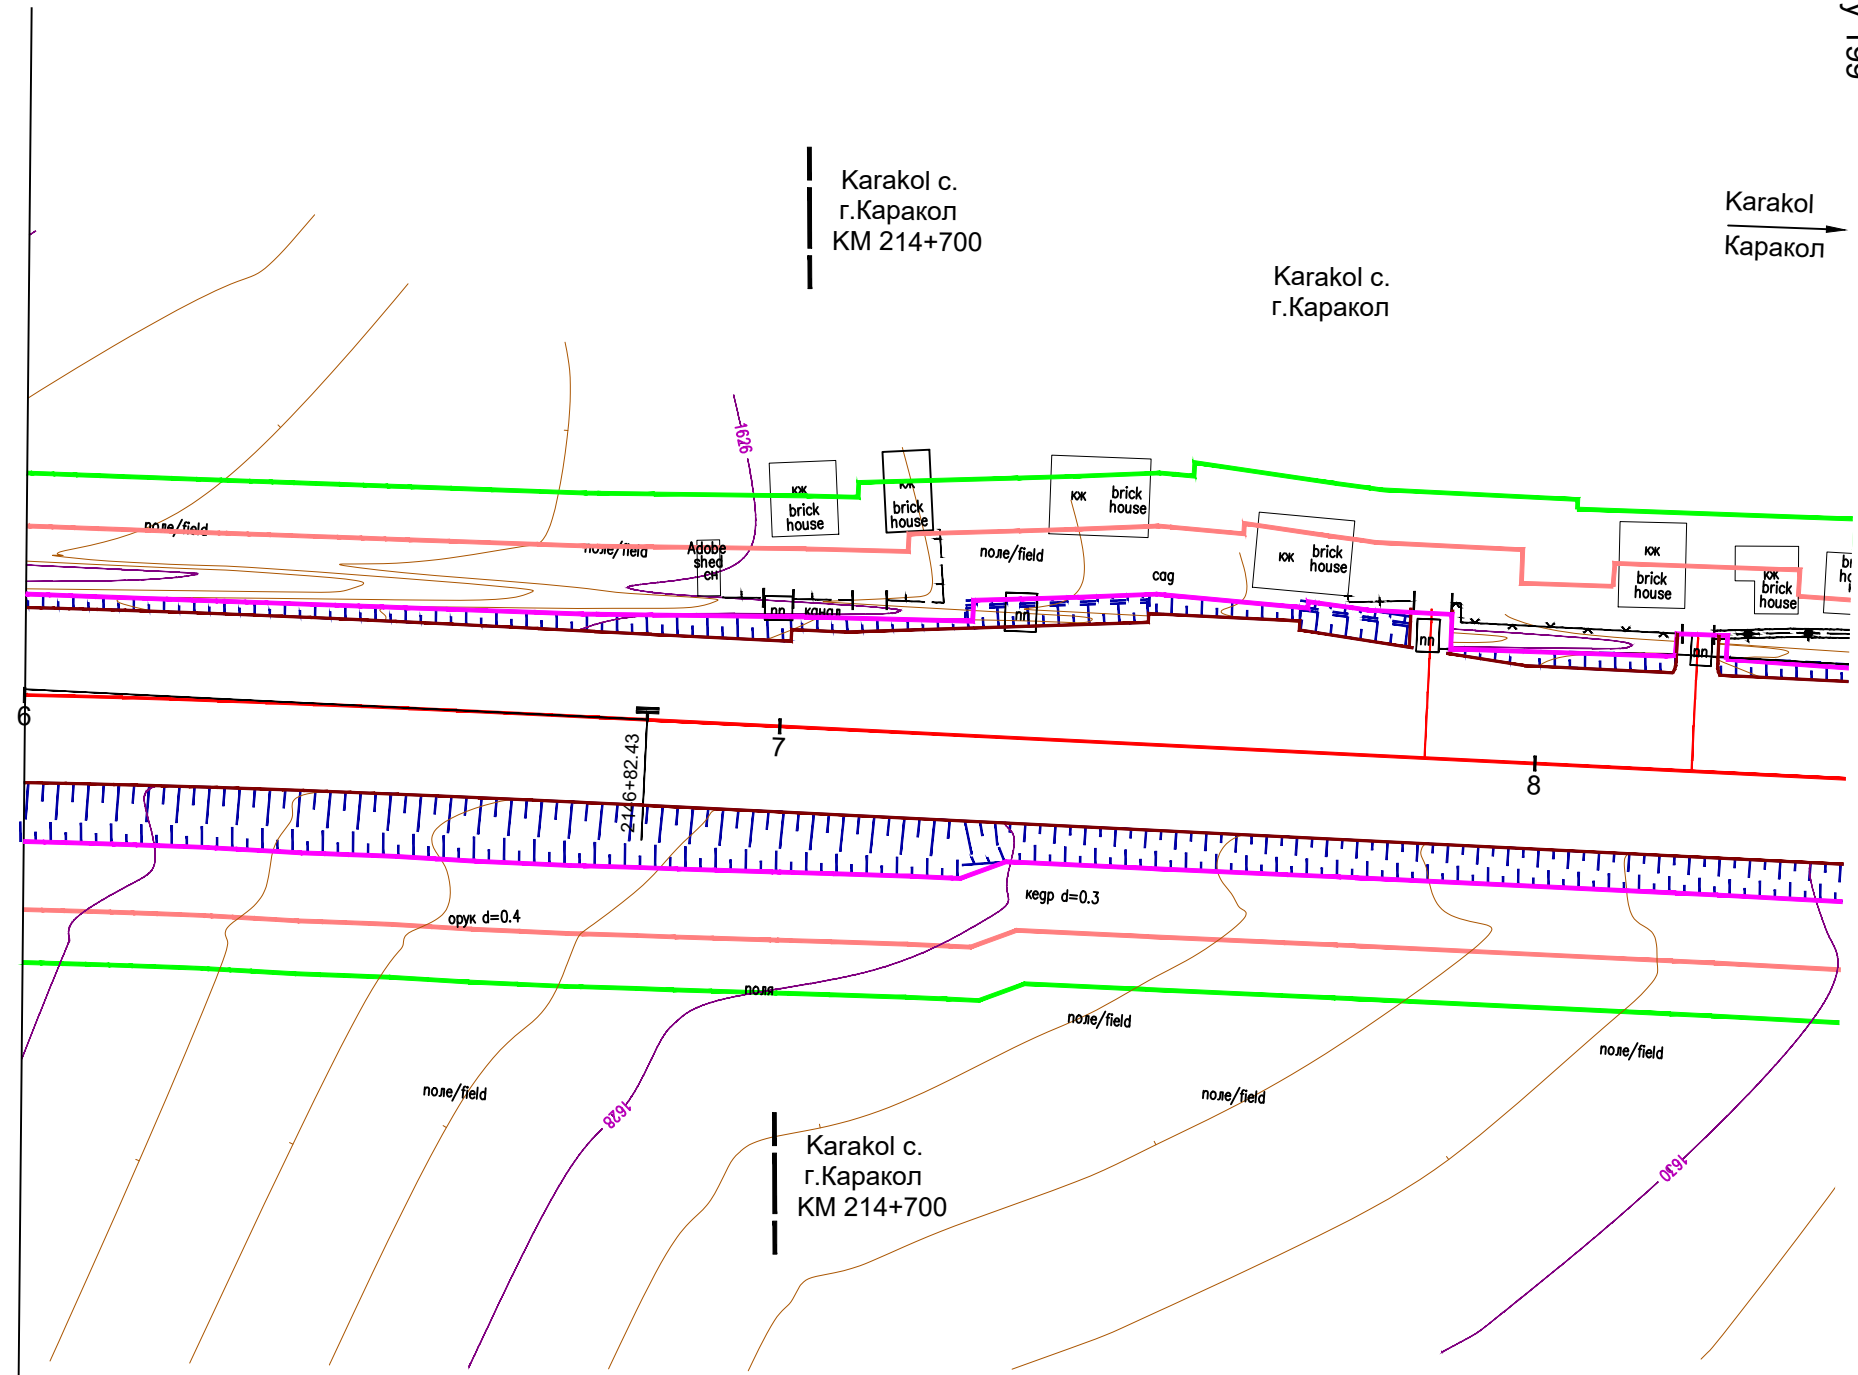 у 199
Karakol c.
г.Каракол
KM 214+700
Karakol
Каракол
Karakol c.
г.Каракол
1626
кж
brick
house
кж
brick
house
кж
brick
house
поле/field
поле/field
Adobe
shed
сн
поле/field
сад
кж
brick
house
кж
brick
house
кж
brick
house
пп
канал
пп
пп
пп
6
7
8
2146+82.43
орук d=0.4
кедр d=0.3
поля
поле/field
поле/field
поле/field
поле/field
1628
1630
Karakol c.
г.Каракол
KM 214+700